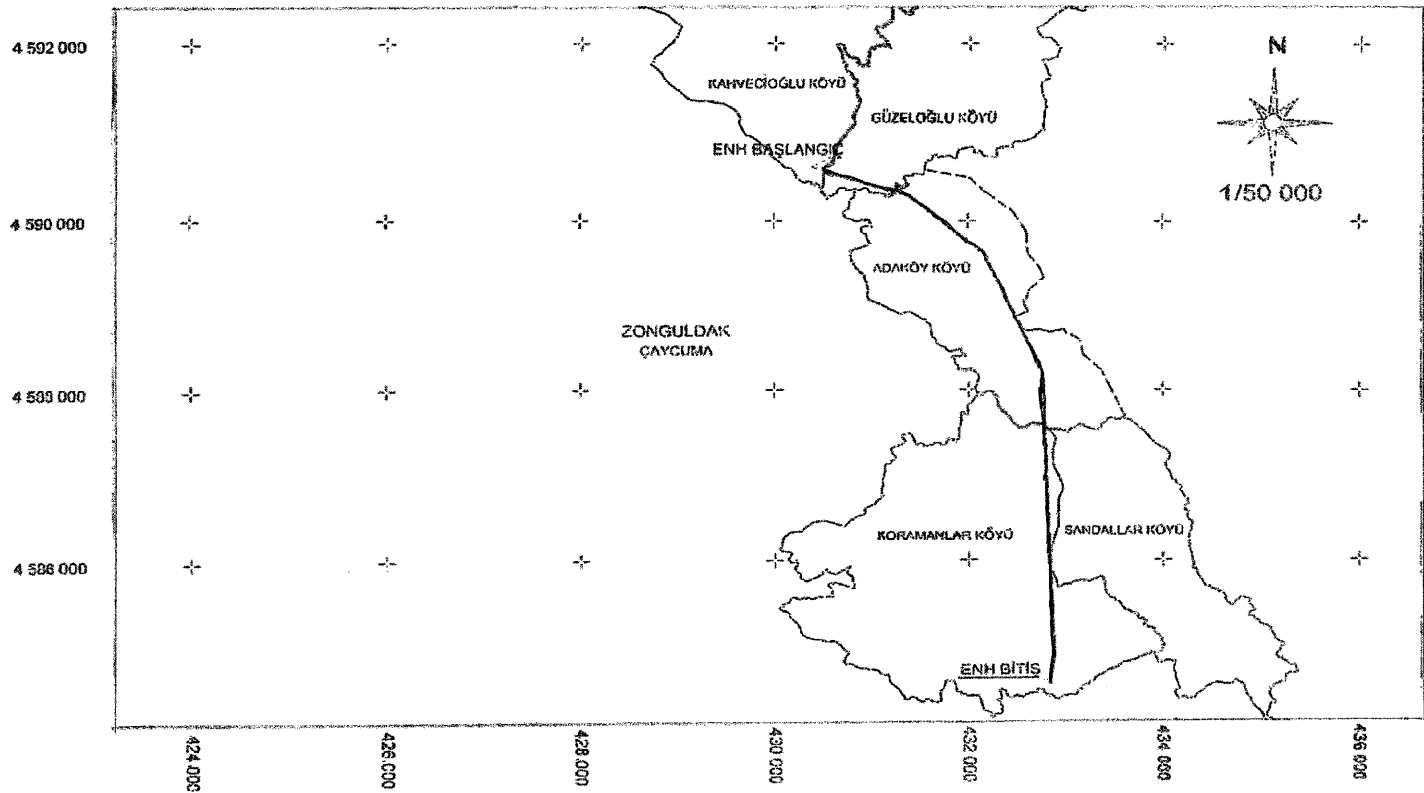 4 592 000
N
KAHVECİOĞLU KÖYÜ
GÜZELOĞLU KÖYÜ
ENH BAŞLANGIÇ
1/50 000
4 590 000
ADAKÖY KÖYÜ
ZONGULDAK
ÇAYCUMA
4 588 000
KORAMANLAR KÖYÜ
SANDALLAR KÖYÜ
4 586 000
ENH BİTİŞ
424.000
426.000
428 000
430 000
432 000
434 000
436 000